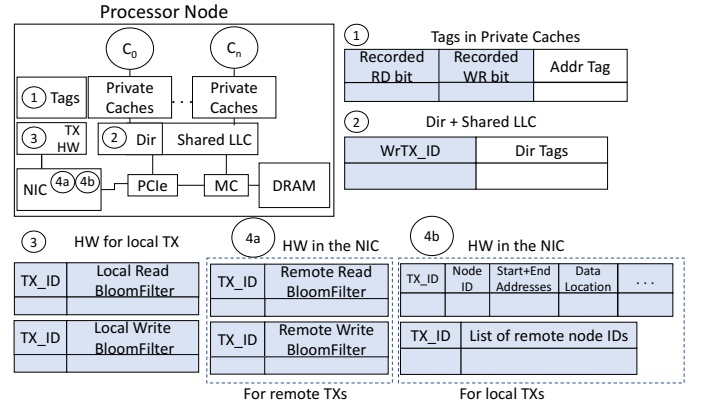 Processor Node
C0
Cn
1 Tags
Private
Caches
. . .
Private
Caches
3 TX
HW
2 Dir
Shared LLC
NIC 4a 4b
PCIe
MC
DRAM
1 Tags in Private Caches
Recorded
RD bit
Recorded
WR bit
Addr Tag
2 Dir + Shared LLC
WrTX_ID
Dir Tags
3 HW for local TX
TX_ID
Local Read
BloomFilter
TX_ID
Local Write
BloomFilter
4a HW in the NIC
TX_ID
Remote Read
BloomFilter
TX_ID
Remote Write
BloomFilter
For remote TXs
4b HW in the NIC
TX_ID
Node
ID
Start+End
Addresses
Data
Location
. . .
TX_ID
List of remote node IDs
For local TXs